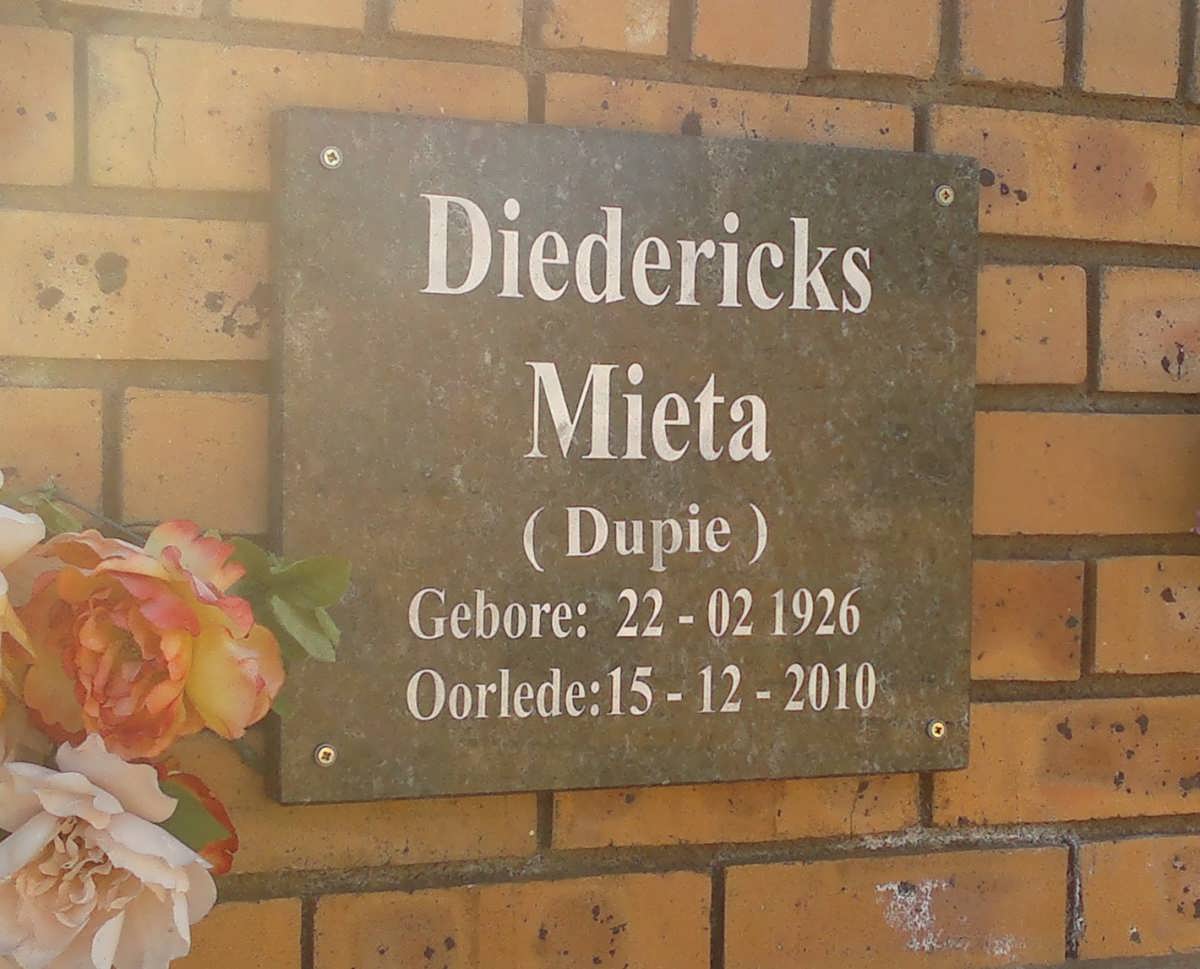 Diedericks
Mieta
( Dupie )
Gebore: 22 - 02 1926
Oorlede:15 - 12 - 2010